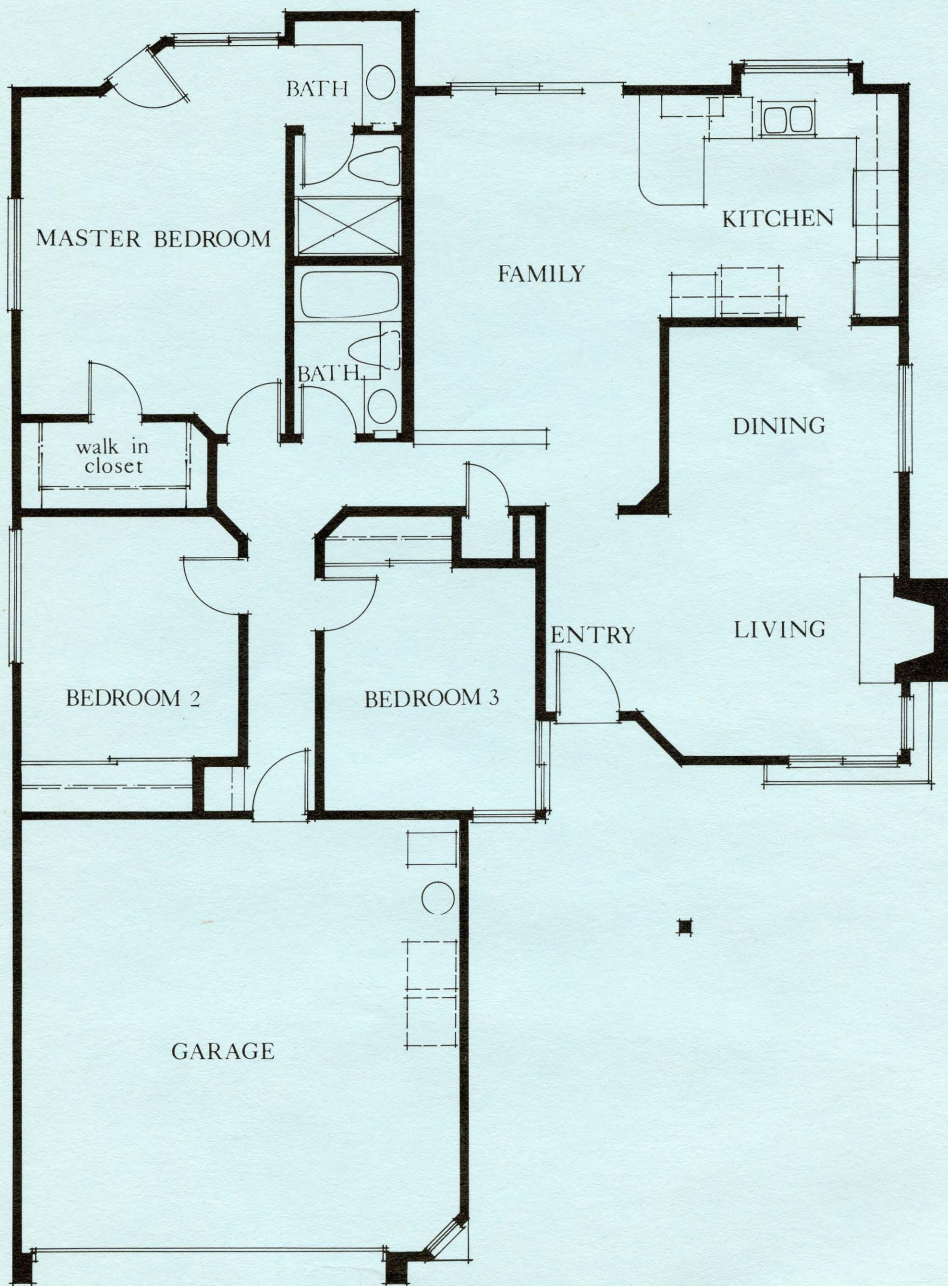 BATH
MASTER BEDROOM
KITCHEN
FAMILY
BATH
DINING
walk in
closet
ENTRY
LIVING
BEDROOM 2
BEDROOM 3
GARAGE